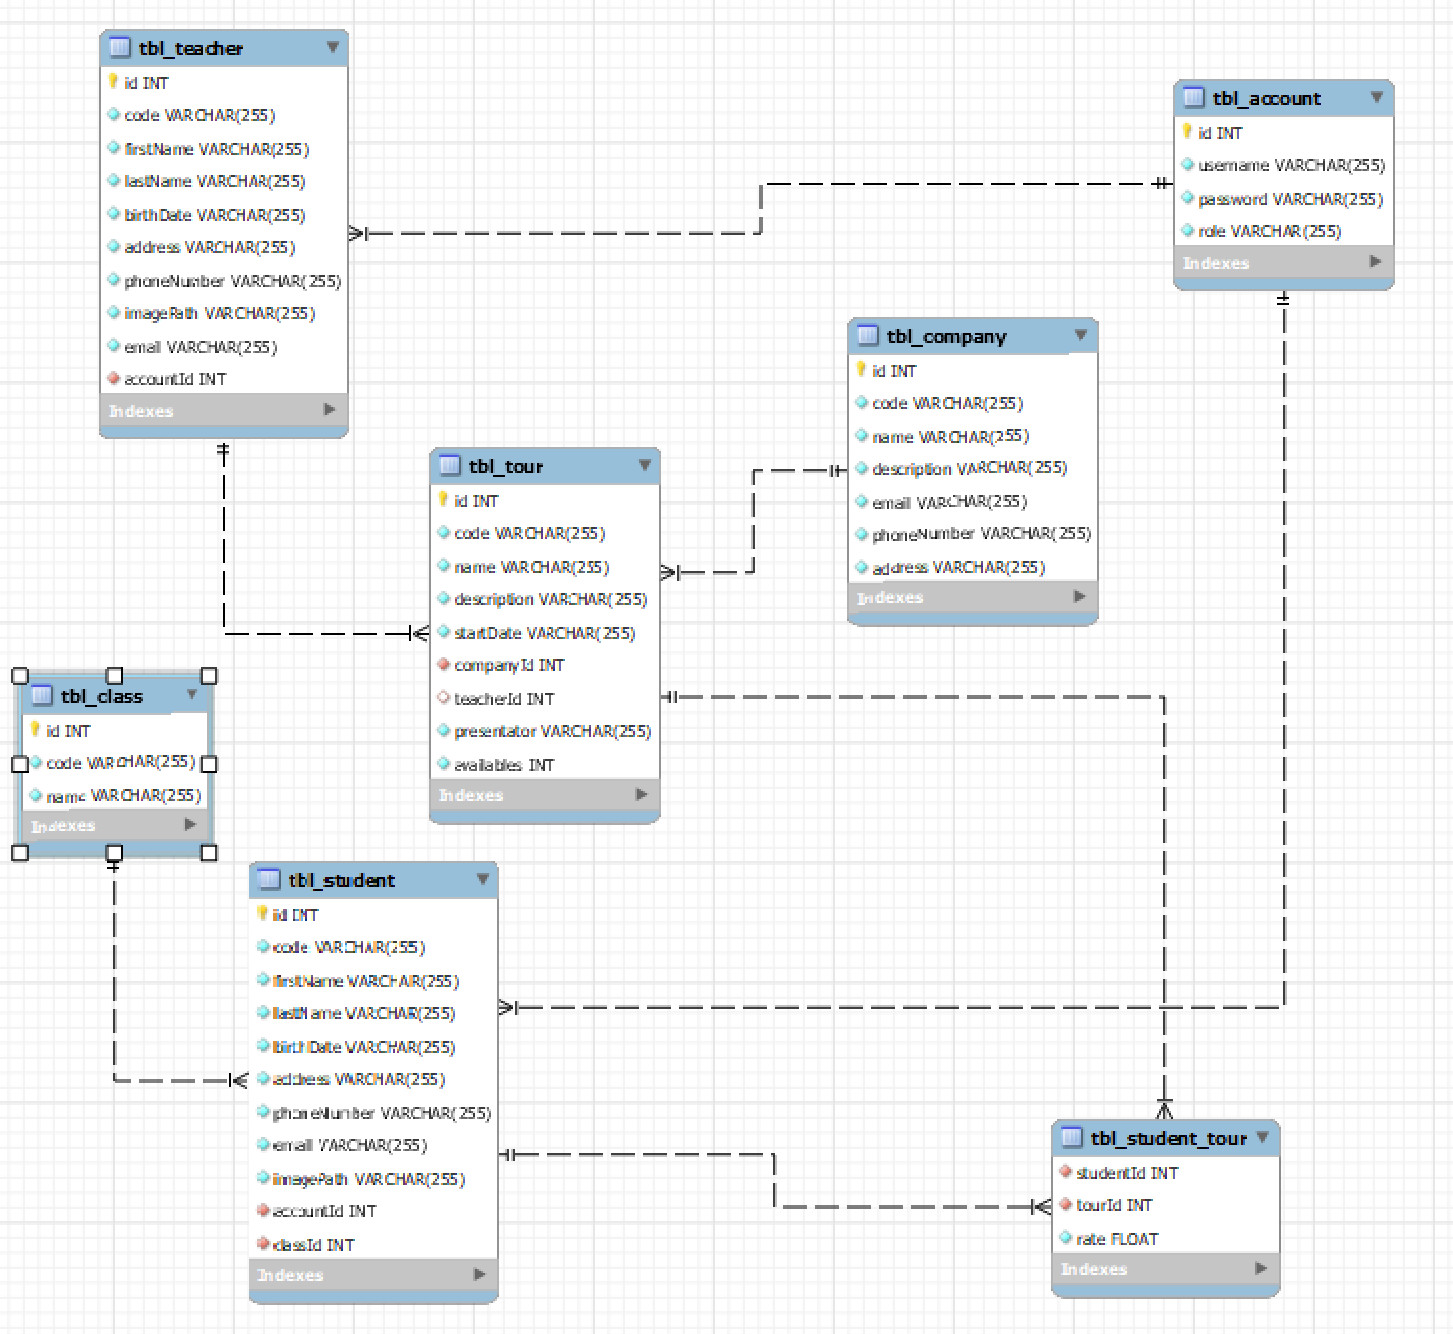 tbl_teacher
id INT
code VARCHAR(255)
firstName VARCHAR(255)
lastName VARCHAR(255)
birthDate VARCHAR(255)
address VARCHAR(255)
phoneNumber VARCHAR(255)
imagePath VARCHAR(255)
email VARCHAR(255)
accountId INT
Indexes
tbl_account
id INT
username VARCHAR(255)
password VARCHAR(255)
role VARCHAR(255)
Indexes
tbl_company
id INT
code VARCHAR(255)
name VARCHAR(255)
description VARCHAR(255)
email VARCHAR(255)
phoneNumber VARCHAR(255)
address VARCHAR(255)
Indexes
tbl_tour
id INT
code VARCHAR(255)
name VARCHAR(255)
description VARCHAR(255)
startDate VARCHAR(255)
companyId INT
teacherId INT
presentator VARCHAR(255)
availables INT
Indexes
tbl_class
id INT
code VARCHAR(255)
name VARCHAR(255)
Indexes
tbl_student
id INT
code VARCHAR(255)
firstName VARCHAR(255)
lastName VARCHAR(255)
birthDate VARCHAR(255)
address VARCHAR(255)
phoneNumber VARCHAR(255)
email VARCHAR(255)
imagePath VARCHAR(255)
accountId INT
classId INT
Indexes
tbl_student_tour
studentId INT
tourId INT
rate FLOAT
Indexes